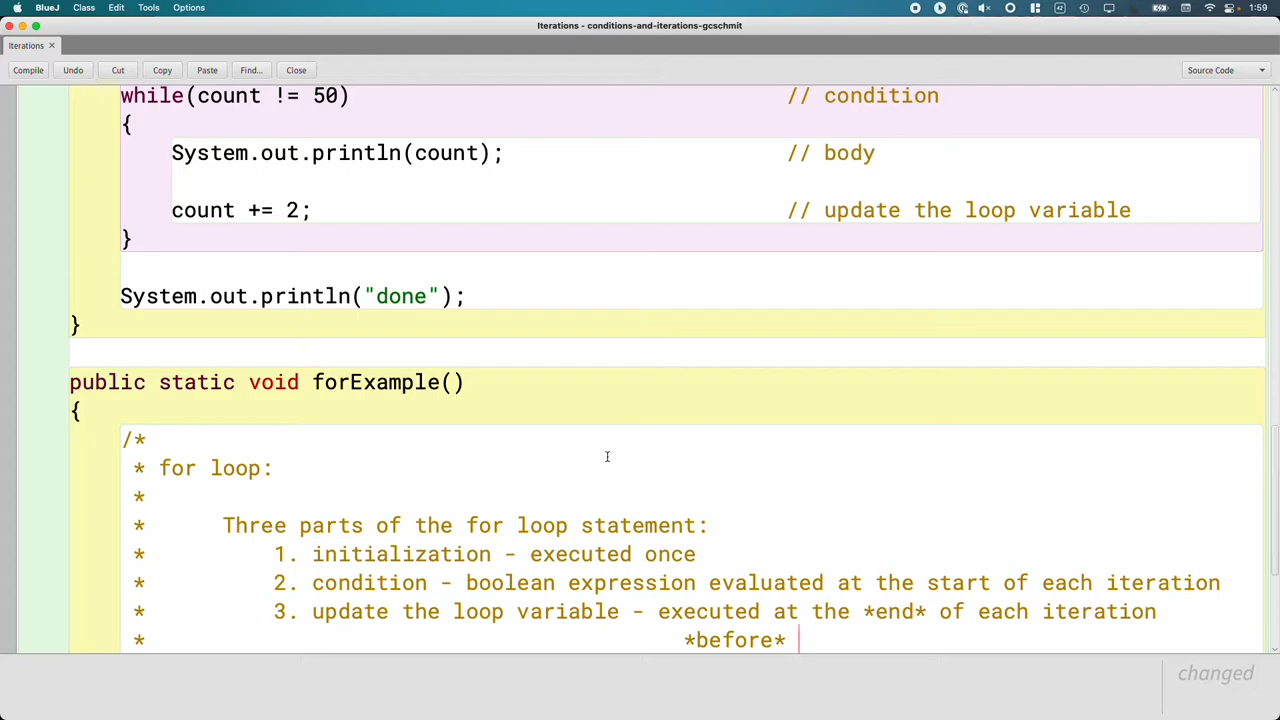 BlueJ Class Edit Tools Options 42 1:59
Iterations - conditions-and-iterations-gcschmit
Iterations ×
Compile Undo Cut Copy Paste Find... Close Source Code
while(count != 50) // condition
{
System.out.println(count); // body
count += 2; // update the loop variable
}
System.out.println("done");
}
public static void forExample()
{
/*
* for loop:
*
* Three parts of the for loop statement:
* 1. initialization - executed once
* 2. condition - boolean expression evaluated at the start of each iteration
* 3. update the loop variable - executed at the *end* of each iteration
* *before*
changed